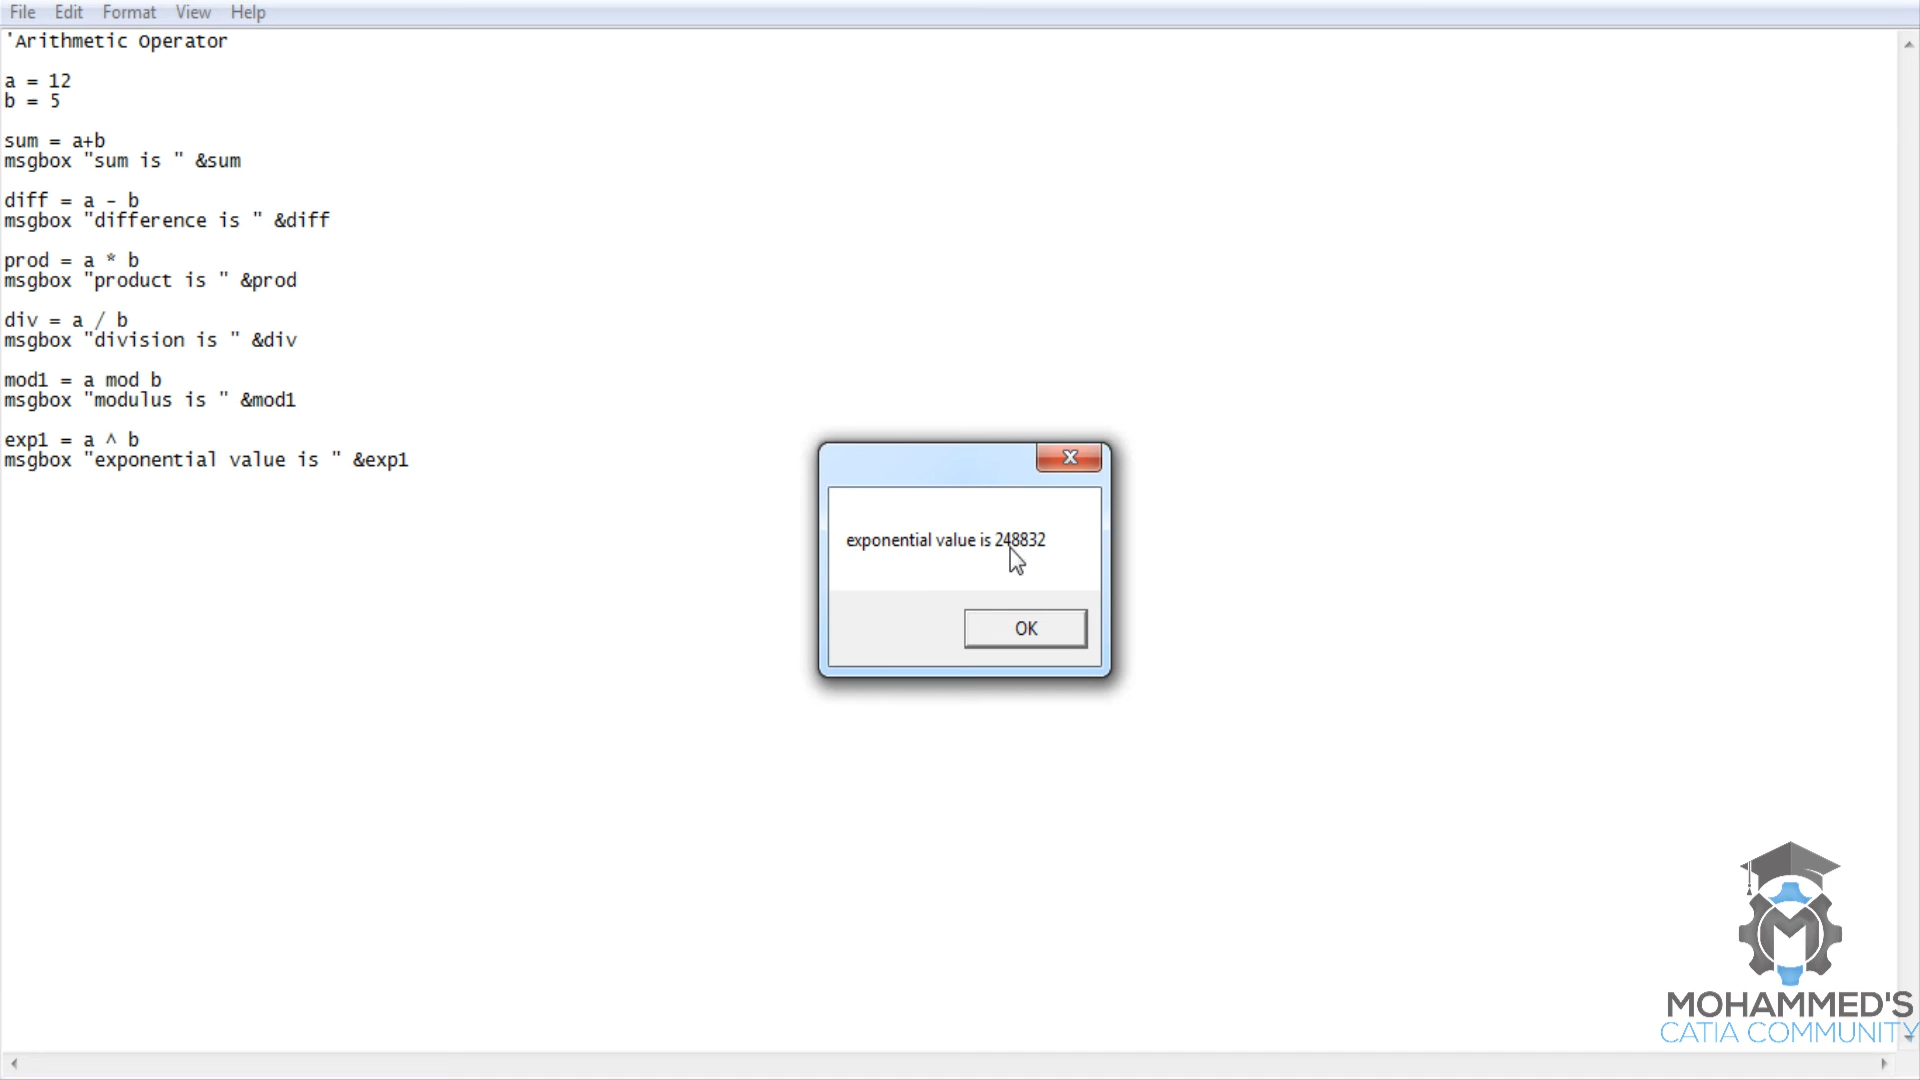 File Edit Format View Help
'Arithmetic Operator
a = 12
b = 5
sum = a+b
msgbox "sum is " &sum
diff = a - b
msgbox "difference is " &diff
prod = a * b
msgbox "product is " &prod
div = a / b
msgbox "division is " &div
mod1 = a mod b
msgbox "modulus is " &mod1
exp1 = a ^ b
msgbox "exponential value is " &exp1
exponential value is 248832
OK
MOHAMMED'S
CATIA COMMUNITY